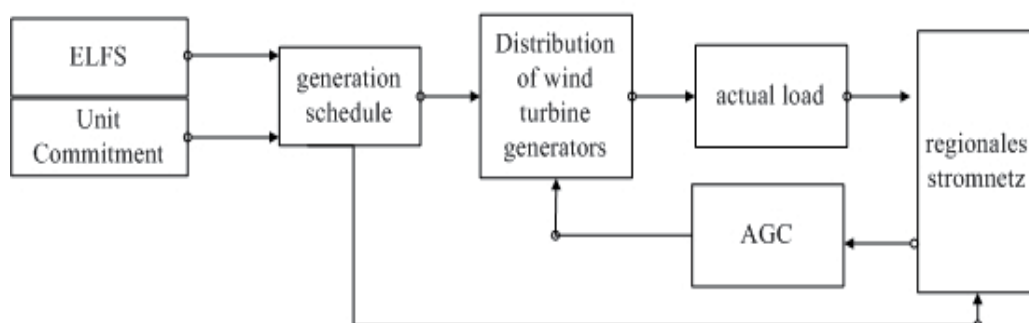 ELFS
Unit
Commitment
generation
schedule
Distribution
of wind
turbine
generators
actual load
AGC
regionales
stromnetz